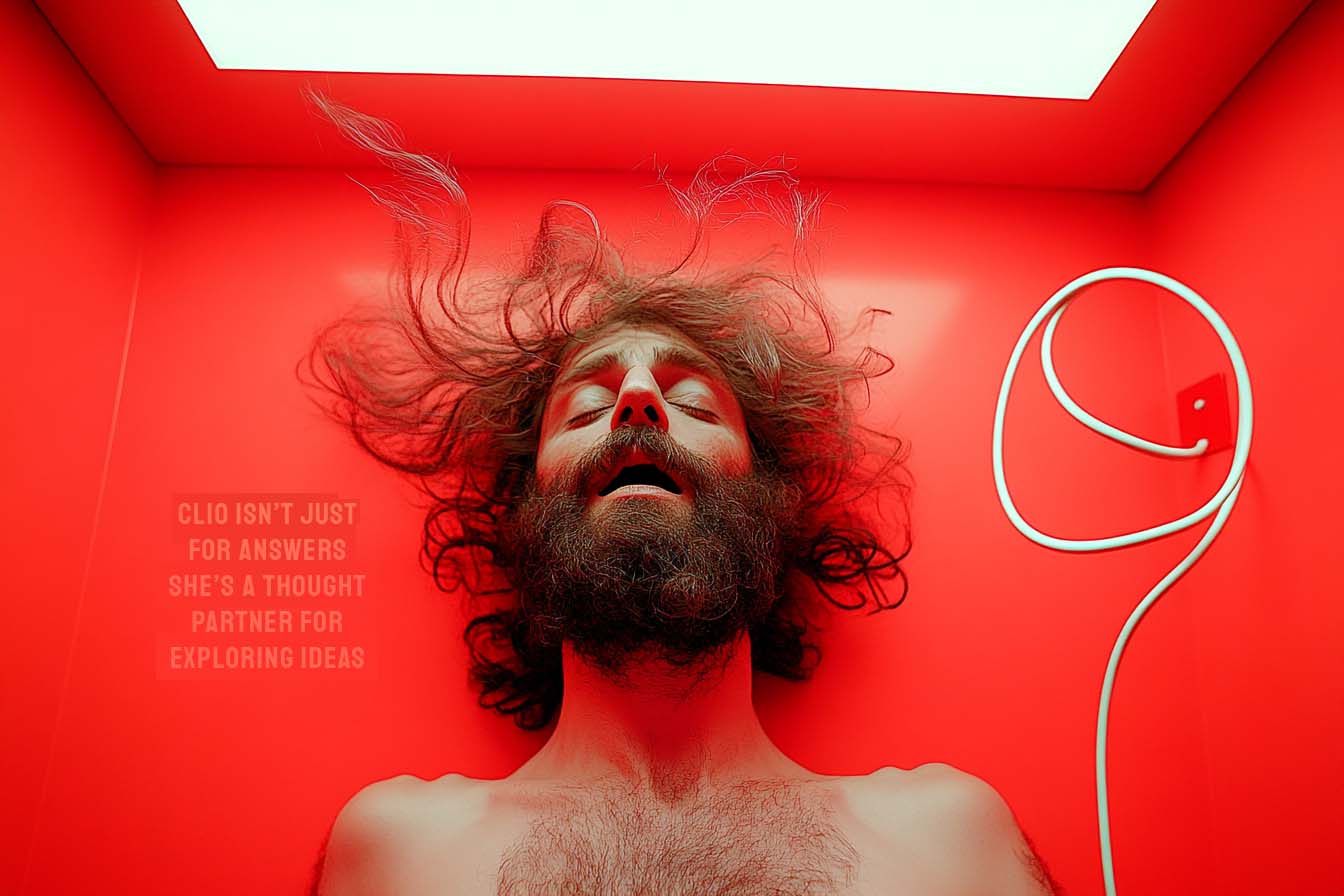 CLIO ISN’T JUST
FOR ANSWERS
SHE’S A THOUGHT
PARTNER FOR
EXPLORING IDEAS